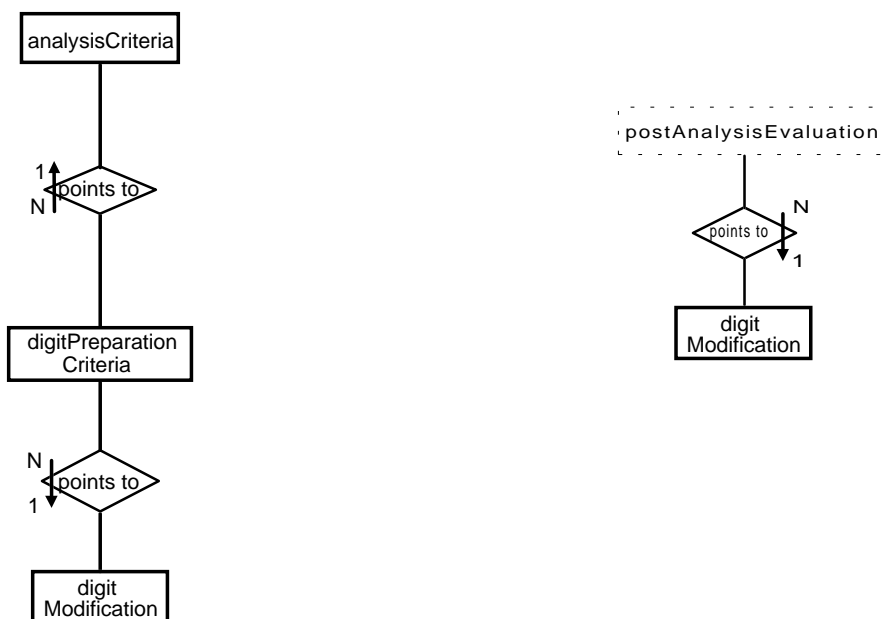 analysisCriteria
1
points to
N
digitPreparation
Criteria
N
points to
1
digit
Modification
postAnalysisEvaluation
N
points to
1
digit
Modification